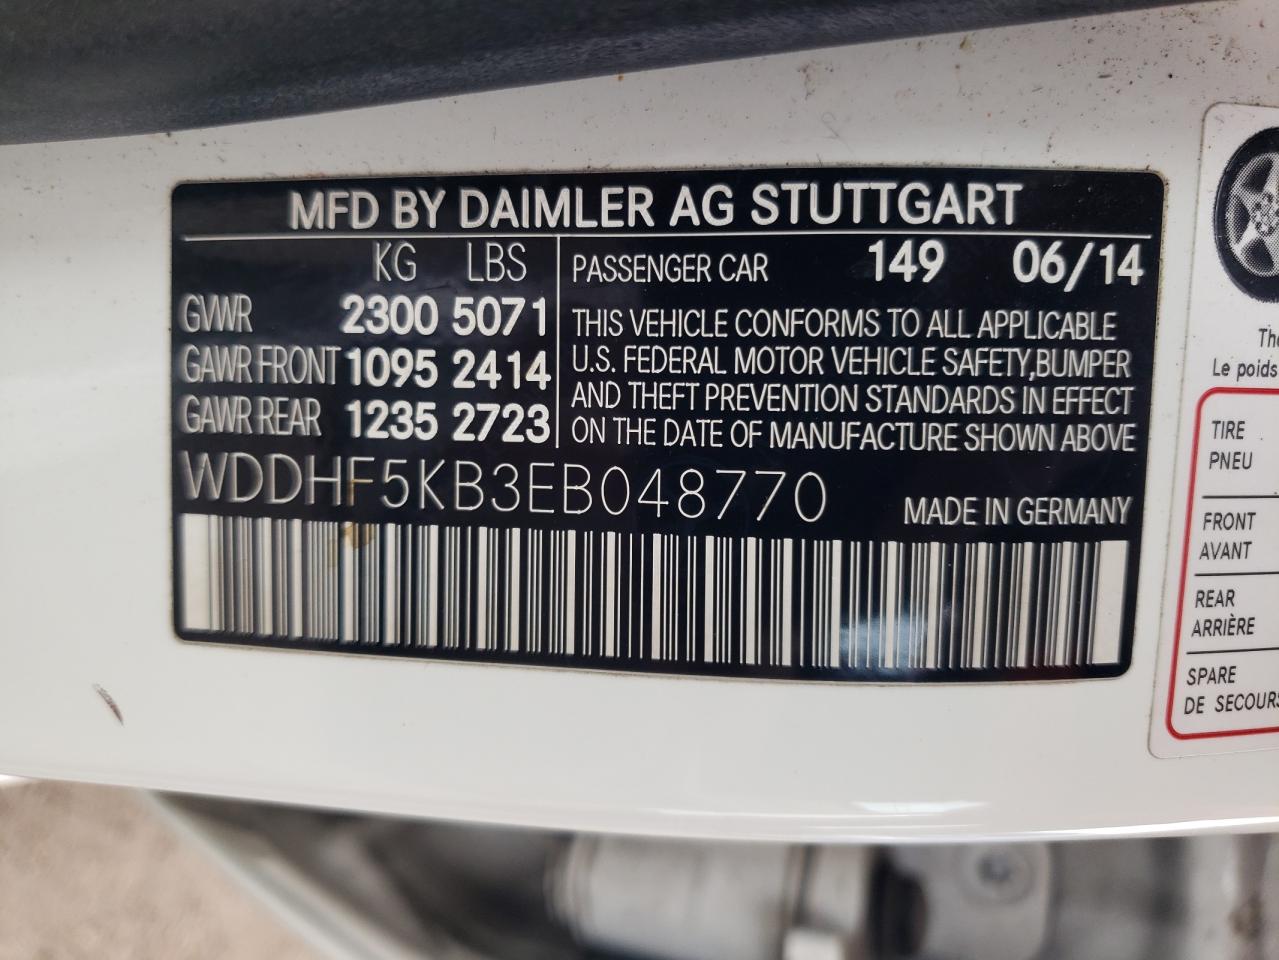 MFD BY DAIMLER AG STUTTGART
KG LBS
GVWR 2300 5071
GAWR FRONT 1095 2414
GAWR REAR 1235 2723
PASSENGER CAR 149 06/14
THIS VEHICLE CONFORMS TO ALL APPLICABLE
U.S. FEDERAL MOTOR VEHICLE SAFETY, BUMPER
AND THEFT PREVENTION STANDARDS IN EFFECT
ON THE DATE OF MANUFACTURE SHOWN ABOVE
WDDHF5KB3EB048770
MADE IN GERMANY
Le poids
TIRE
PNEU
FRONT
AVANT
REAR
ARRIÈRE
SPARE
DE SECOURS